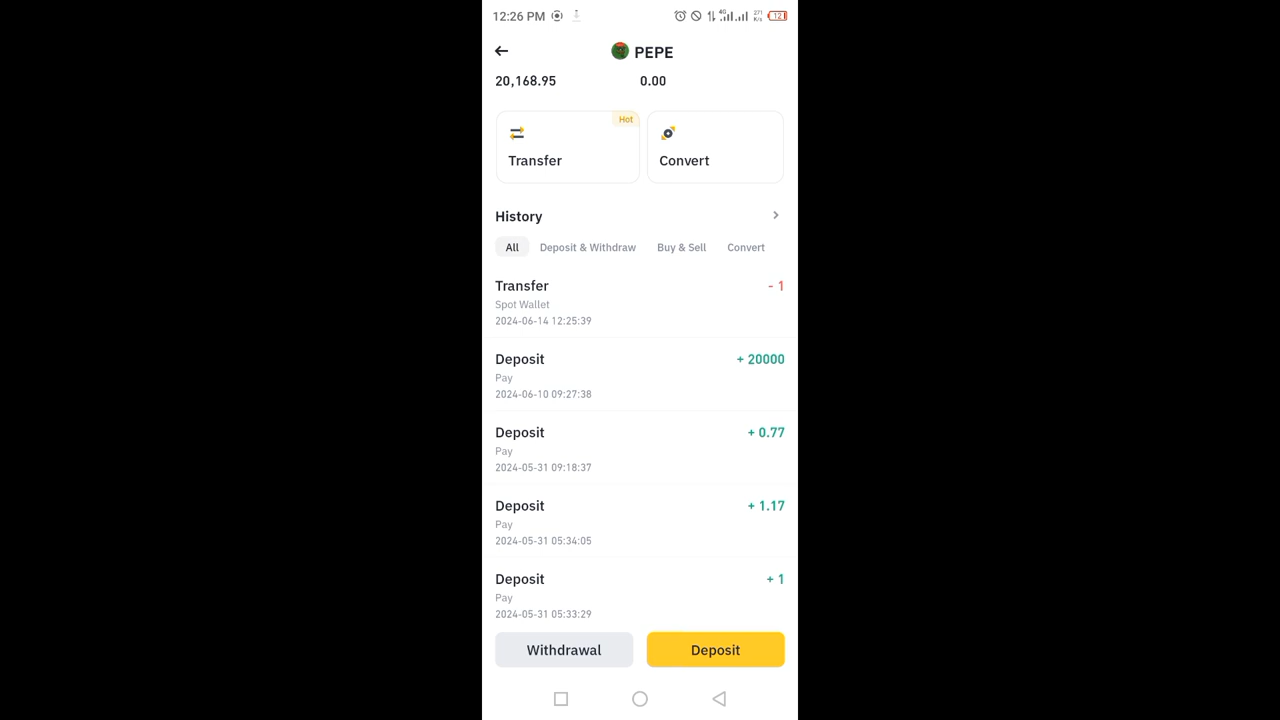 12:26 PM 4G 271 K/s 12
PEPE
20,168.95 0.00
Hot
Transfer Convert
History
All Deposit & Withdraw Buy & Sell Convert
Transfer - 1
Spot Wallet
2024-06-14 12:25:39
Deposit + 20000
Pay
2024-06-10 09:27:38
Deposit + 0.77
Pay
2024-05-31 09:18:37
Deposit + 1.17
Pay
2024-05-31 05:34:05
Deposit + 1
Pay
2024-05-31 05:33:29
Withdrawal Deposit